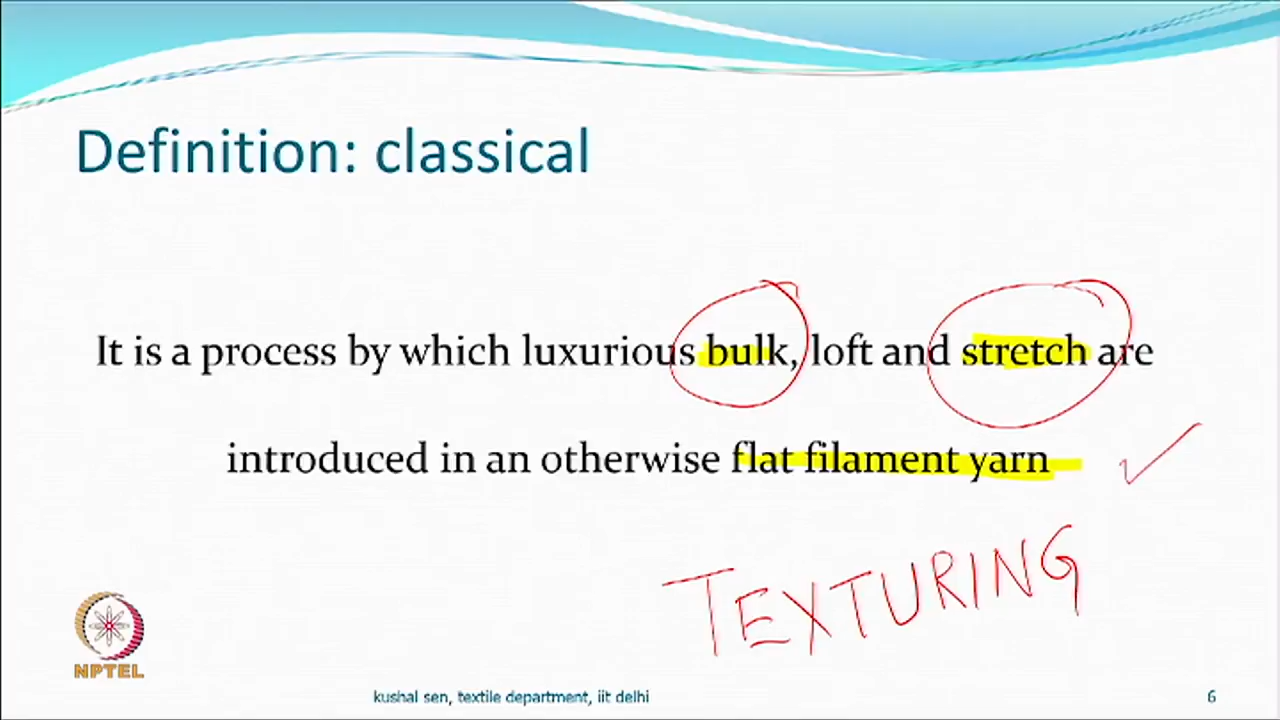 Definition: classical
It is a process by which luxurious bulk, loft and stretch are
introduced in an otherwise flat filament yarn
TEXTURING
NPTEL
kushal sen, textile department, iit delhi
6